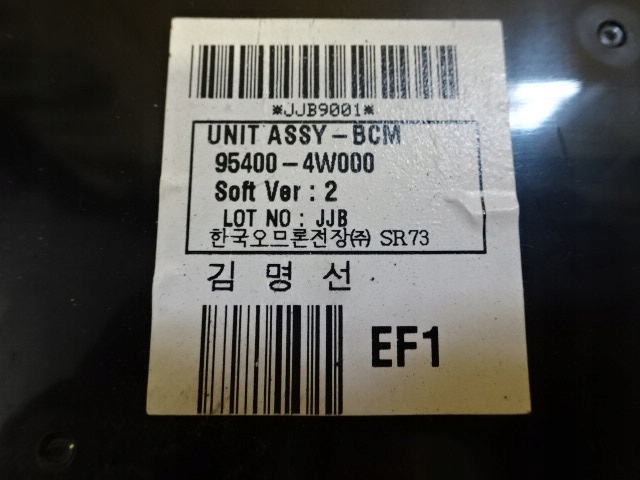 *JJB9001*
UNIT ASSY-BCM
95400-4W000
Soft Ver : 2
LOT NO : JJB
한국오므론전장㈜ SR73
김 명 선
EF1